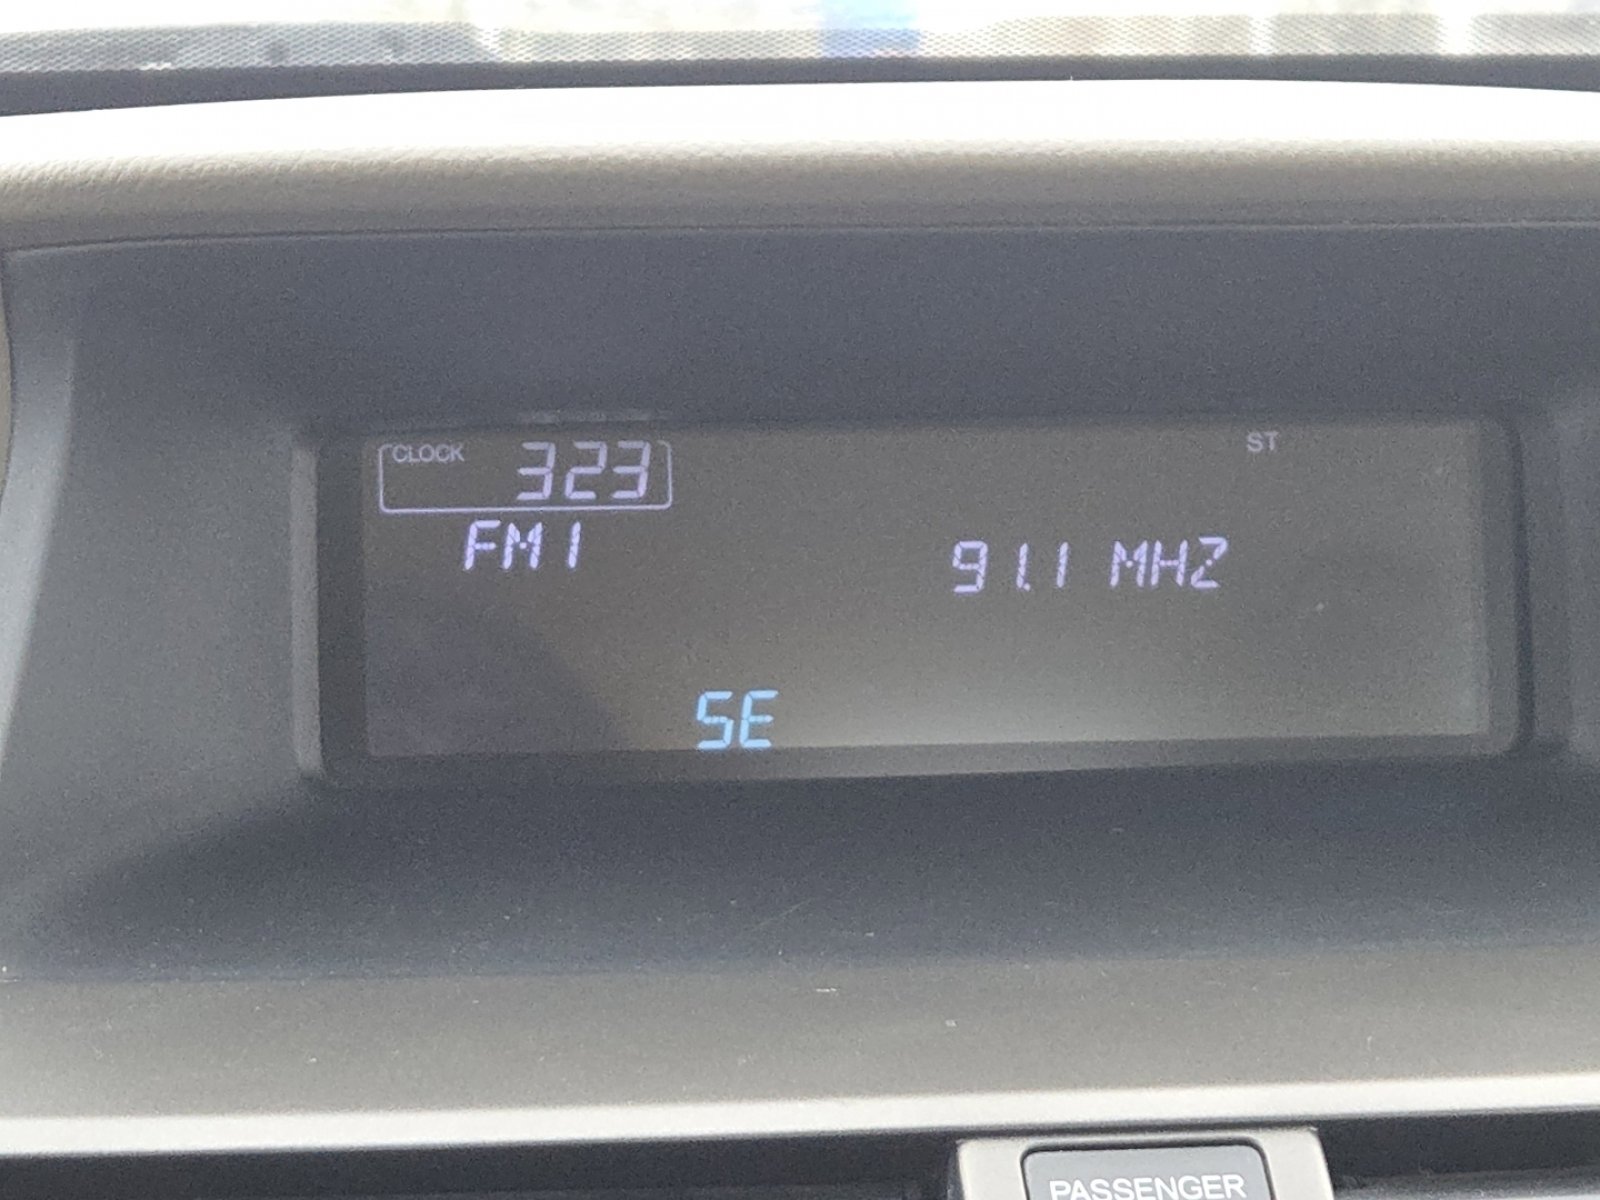 CLOCK 323 ST
FM1 91.1 MHZ
SE
PASSENGER